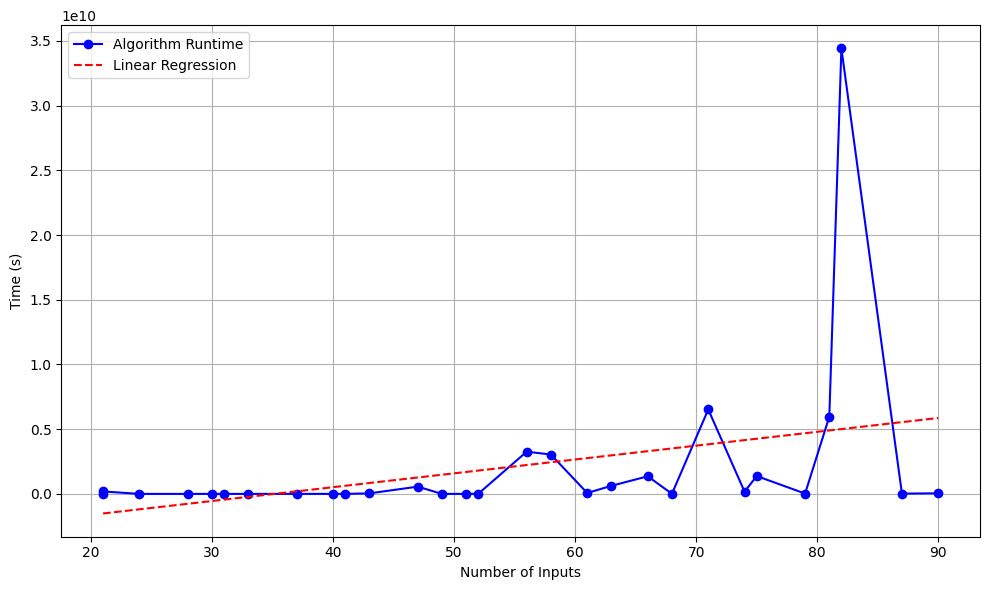 1e10
Algorithm Runtime
Linear Regression
3.5
3.0
2.5
2.0
1.5
1.0
0.5
0.0
Time (s)
20 30 40 50 60 70 80 90
Number of Inputs